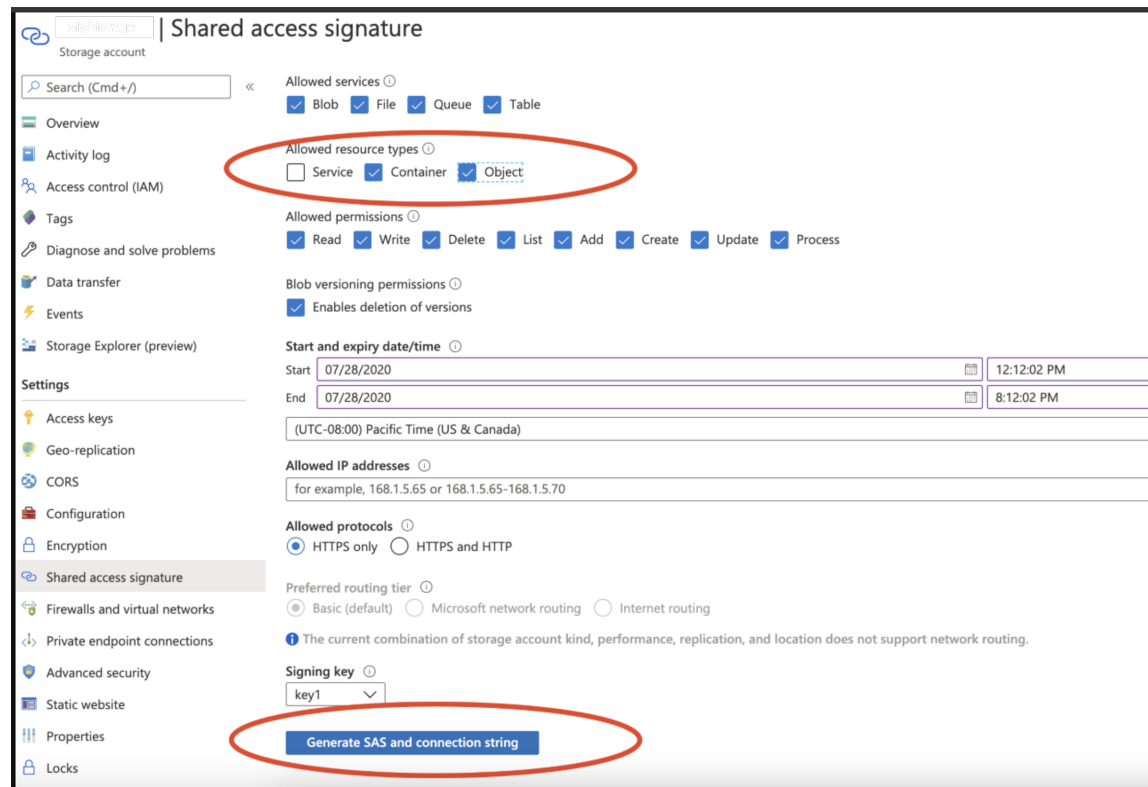 | Shared access signature
Storage account
Search (Cmd+/)
«
Overview
Activity log
Access control (IAM)
Tags
Diagnose and solve problems
Data transfer
Events
Storage Explorer (preview)
Settings
Access keys
Geo-replication
CORS
Configuration
Encryption
Shared access signature
Firewalls and virtual networks
Private endpoint connections
Advanced security
Static website
Properties
Locks
Allowed services
Blob File Queue Table
Allowed resource types
Service Container Object
Allowed permissions
Read Write Delete List Add Create Update Process
Blob versioning permissions
Enables deletion of versions
Start and expiry date/time
Start 07/28/2020 12:12:02 PM
End 07/28/2020 8:12:02 PM
(UTC-08:00) Pacific Time (US & Canada)
Allowed IP addresses
for example, 168.1.5.65 or 168.1.5.65-168.1.5.70
Allowed protocols
HTTPS only HTTPS and HTTP
Preferred routing tier
Basic (default) Microsoft network routing Internet routing
The current combination of storage account kind, performance, replication, and location does not support network routing.
Signing key
key1
Generate SAS and connection string